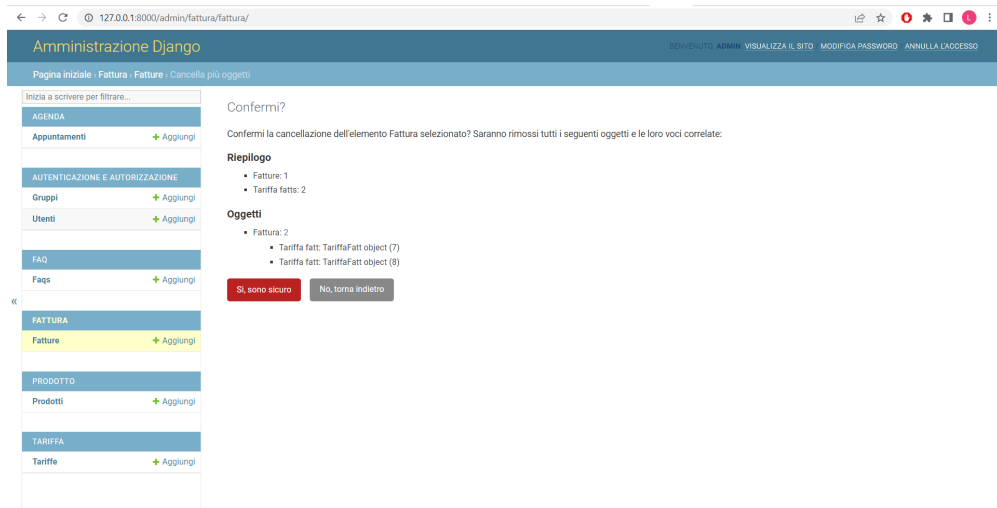 127.0.0.1:8000/admin/fattura/fattura/
L
Amministrazione Django
BENVENUTO, ADMIN. VISUALIZZA IL SITO / MODIFICA PASSWORD / ANNULLA L'ACCESSO
Pagina iniziale › Fattura › Fatture › Cancella più oggetti
Inizia a scrivere per filtrare...
AGENDA
Appuntamenti + Aggiungi
AUTENTICAZIONE E AUTORIZZAZIONE
Gruppi + Aggiungi
Utenti + Aggiungi
FAQ
Faqs + Aggiungi
«
FATTURA
Fatture + Aggiungi
PRODOTTO
Prodotti + Aggiungi
TARIFFA
Tariffe + Aggiungi
Confermi?
Confermi la cancellazione dell'elemento Fattura selezionato? Saranno rimossi tutti i seguenti oggetti e le loro voci correlate:
Riepilogo
Fatture: 1
Tariffa fatts: 2
Oggetti
Fattura: 2
Tariffa fatt: TariffaFatt object (7)
Tariffa fatt: TariffaFatt object (8)
Sì, sono sicuro No, torna indietro